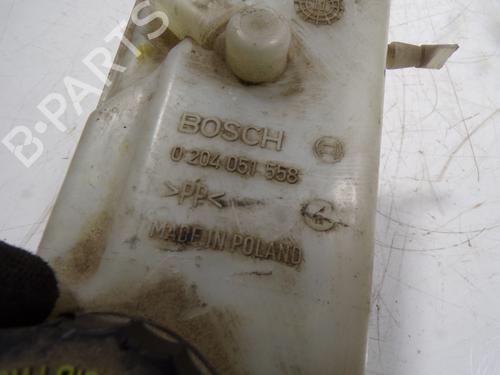 BOSCH
0 204 051 558
>PP<
MADE IN POLAND
B-PARTS